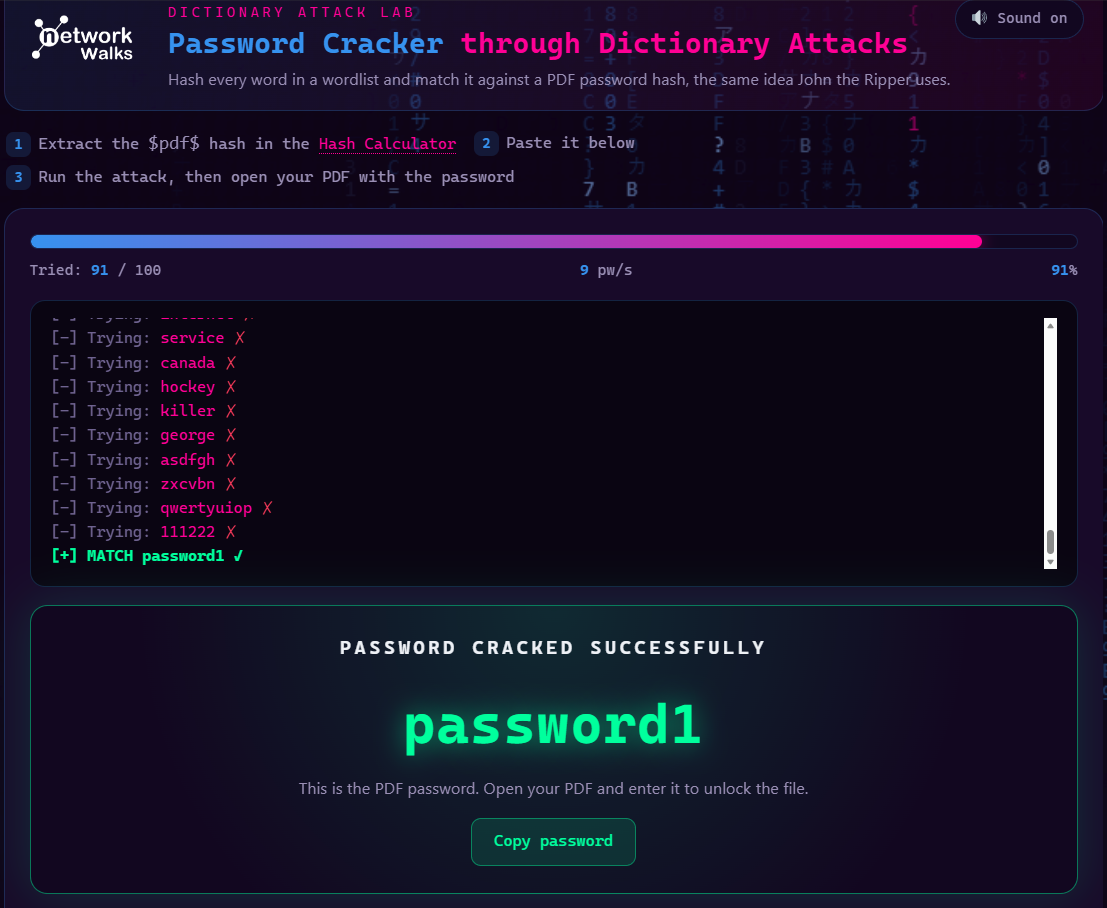 DICTIONARY ATTACK LAB
network
Walks
Password Cracker through Dictionary Attacks
Sound on
Hash every word in a wordlist and match it against a PDF password hash, the same idea John the Ripper uses.
1 Extract the $pdf$ hash in the Hash Calculator 2 Paste it below
3 Run the attack, then open your PDF with the password
Tried: 91 / 100 9 pw/s 91%
[-] Trying: service ✗
[-] Trying: canada ✗
[-] Trying: hockey ✗
[-] Trying: killer ✗
[-] Trying: george ✗
[-] Trying: asdfgh ✗
[-] Trying: zxcvbn ✗
[-] Trying: qwertyuiop ✗
[-] Trying: 111222 ✗
[+] MATCH password1 ✓
PASSWORD CRACKED SUCCESSFULLY
password1
This is the PDF password. Open your PDF and enter it to unlock the file.
Copy password